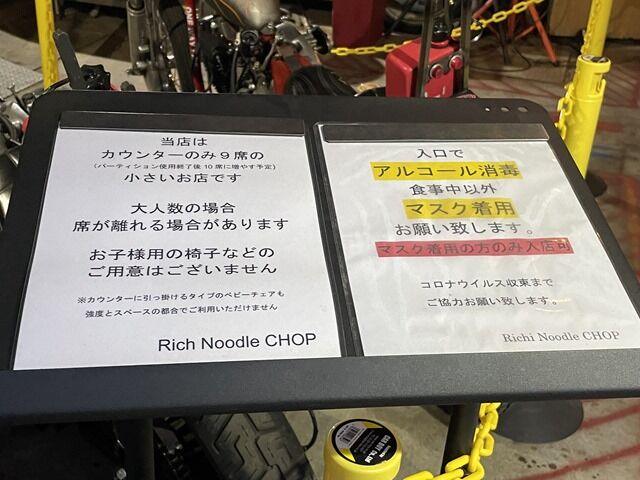 当店は
カウンターのみ9席の
(パーティション使用終了後10席に増やす予定)
小さいお店です
大人数の場合
席が離れる場合があります
お子様用の椅子などの
ご用意はございません
※カウンターに引っ掛けるタイプのベビーチェアも
強度とスペースの都合でご利用いただけません
Rich Noodle CHOP
入口で
アルコール消毒
食事中以外
マスク着用
お願い致します。
マスク着用の方のみ入店可
コロナウイルス収束まで
ご協力お願い致します。
Richi Noodle CHOP